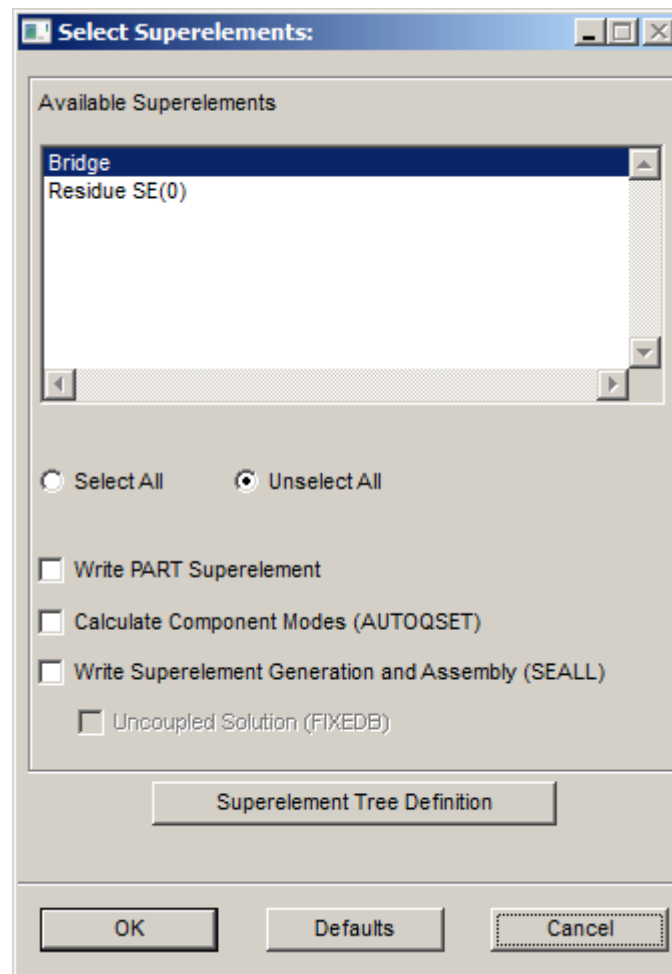 Select Superelements:
Available Superelements
Bridge
Residue SE(0)
Select All Unselect All
Write PART Superelement
Calculate Component Modes (AUTOQSET)
Write Superelement Generation and Assembly (SEALL)
Uncoupled Solution (FIXEDB)
Superelement Tree Definition
OK Defaults Cancel